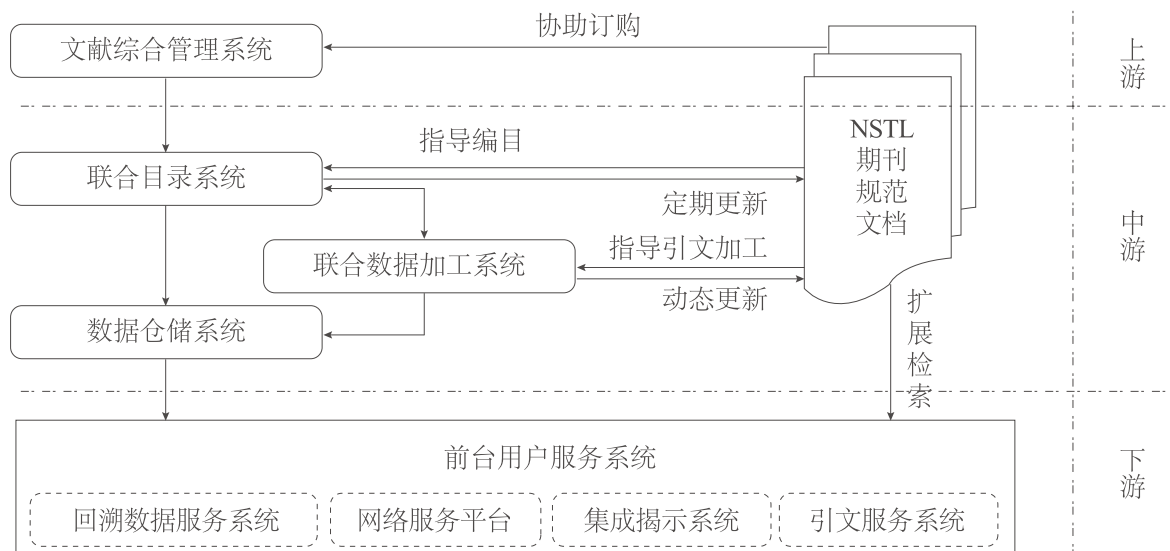 协助订购
文献综合管理系统
上游
NSTL
期刊
规范
文档
指导编目
联合目录系统
定期更新
中游
指导引文加工
联合数据加工系统
动态更新
数据仓储系统
扩展检索
前台用户服务系统
下游
回溯数据服务系统
网络服务平台
集成揭示系统
引文服务系统